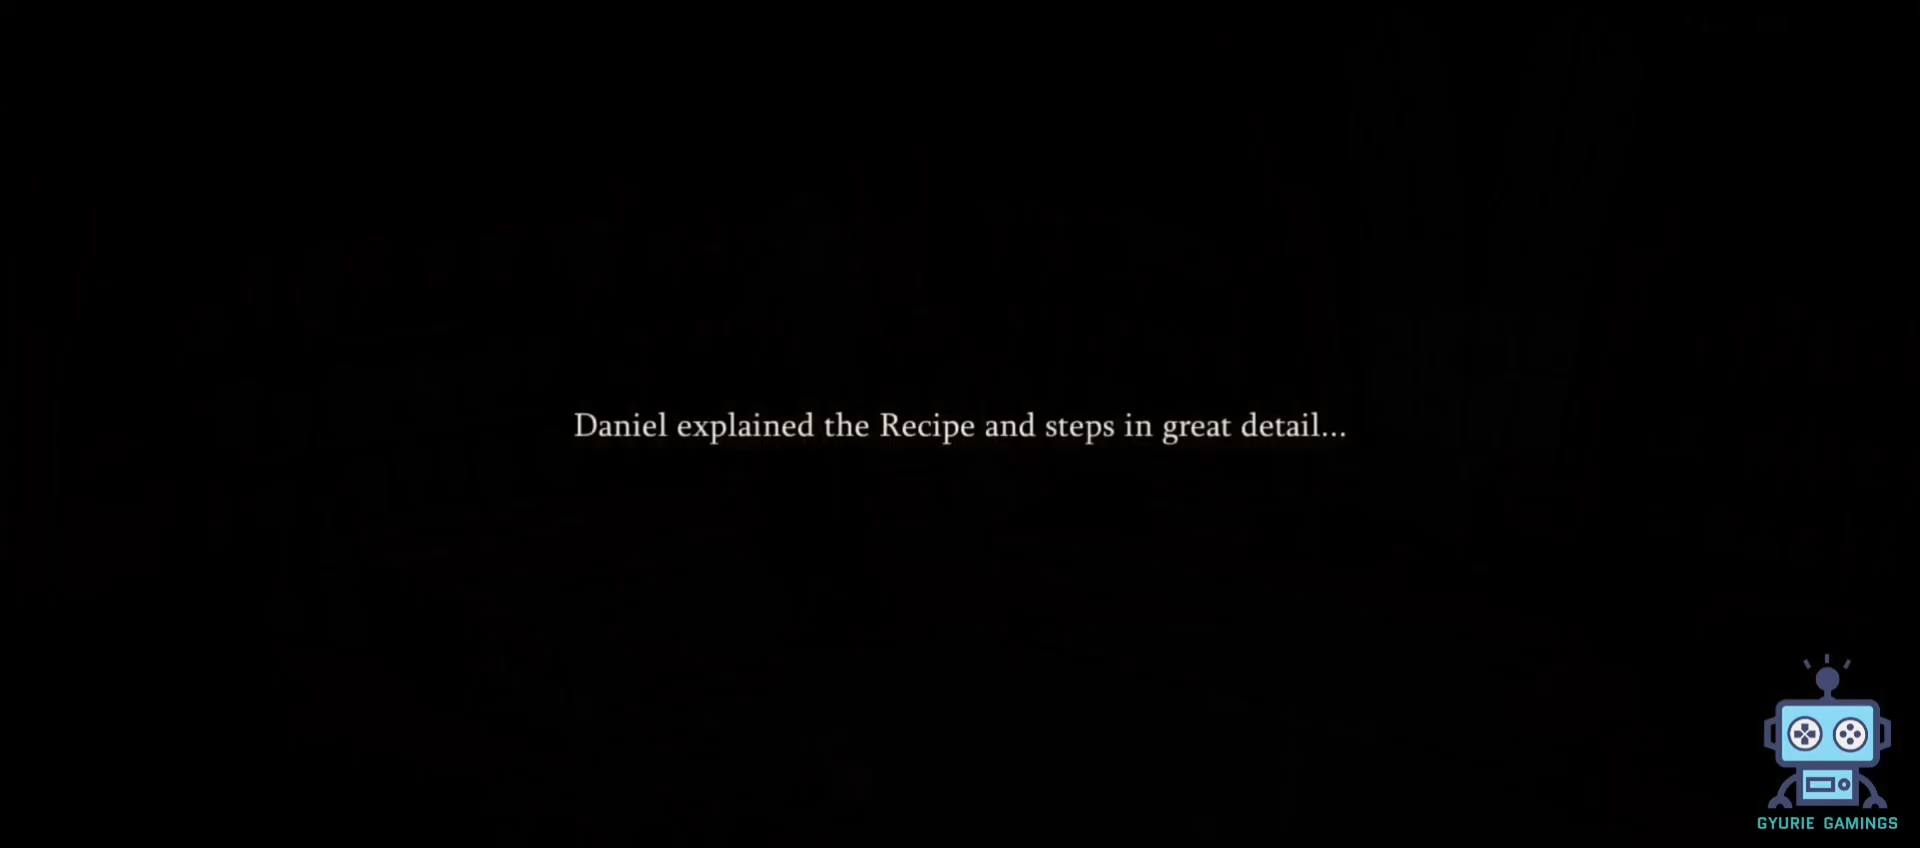 Daniel explained the Recipe and steps in great detail...
GYURIE GAMINGS